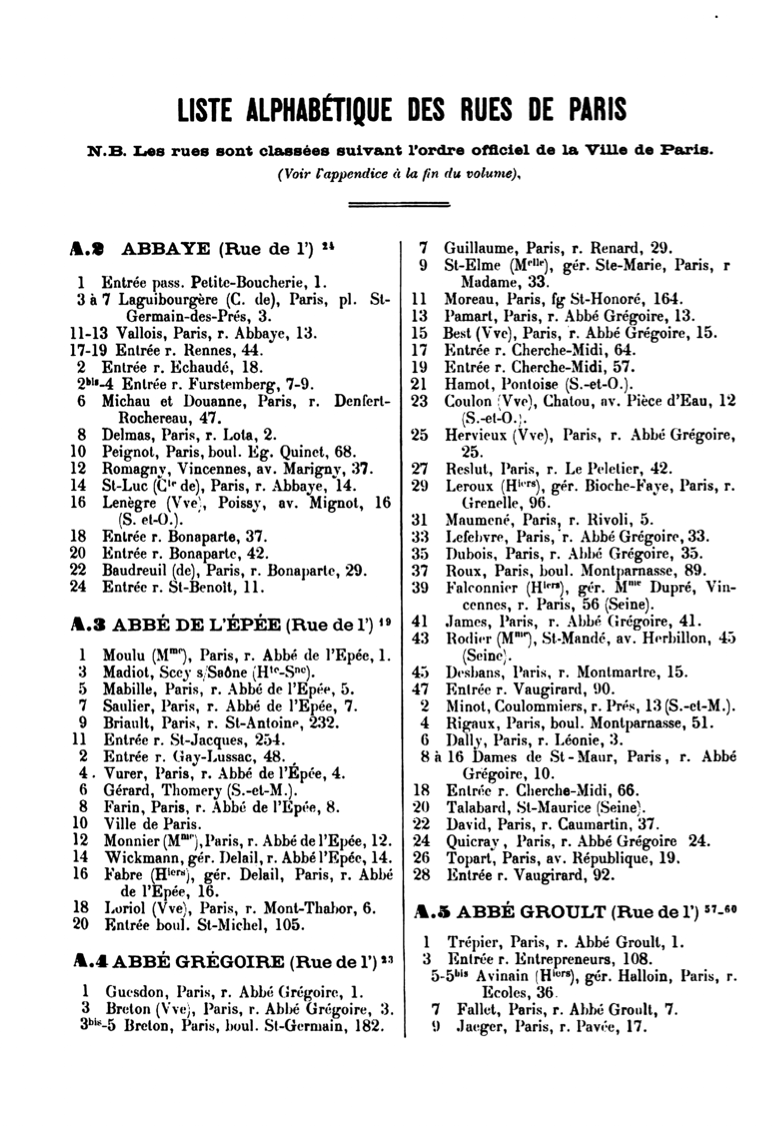 LISTE ALPHABÉTIQUE DES RUES DE PARIS
N.B. Les rues sont classées suivant l'ordre officiel de la Ville de Paris.
(Voir l'appendice à la fin du volume).
A.2 ABBAYE (Rue de l') 24
1 Entrée pass. Petite-Boucherie, 1.
3 à 7 Laguibourgère (C. de), Paris, pl. St-
Germain-des-Prés, 3.
11-13 Vallois, Paris, r. Abbaye, 13.
17-19 Entrée r. Rennes, 44.
2 Entrée r. Echaudé, 18.
2bis-4 Entrée r. Furstemberg, 7-9.
6 Michau et Douanne, Paris, r. Denfert-
Rochereau, 47.
8 Delmas, Paris, r. Lota, 2.
10 Peignot, Paris, boul. Eg. Quinet, 68.
12 Romagny, Vincennes, av. Marigny, 37.
14 St-Luc (Cie de), Paris, r. Abbaye, 14.
16 Lenègre (Vve), Poissy, av. Mignot, 16
(S. et-O.).
18 Entrée r. Bonaparte, 37.
20 Entrée r. Bonaparte, 42.
22 Baudreuil (de), Paris, r. Bonaparte, 29.
24 Entrée r. St-Benoît, 11.
A.3 ABBÉ DE L'ÉPÉE (Rue de l') 19
1 Moulu (Mme), Paris, r. Abbé de l'Epée, 1.
3 Madiot, Scey s/Saône (Hte-Sne).
5 Mabille, Paris, r. Abbé de l'Epée, 5.
7 Saulier, Paris, r. Abbé de l'Epée, 7.
9 Briault, Paris, r. St-Antoine, 232.
11 Entrée r. St-Jacques, 254.
2 Entrée r. Gay-Lussac, 48.
4 . Vurer, Paris, r. Abbé de l'Épée, 4.
6 Gérard, Thomery (S.-et-M.).
8 Farin, Paris, r. Abbé de l'Epée, 8.
10 Ville de Paris.
12 Monnier (Mme), Paris, r. Abbé de l'Epée, 12.
14 Wickmann, gér. Delail, r. Abbé l'Epée, 14.
16 Fabre (Hiers), gér. Delail, Paris, r. Abbé
de l'Epée, 16.
18 Loriol (Vve), Paris, r. Mont-Thabor, 6.
20 Entrée boul. St-Michel, 105.
A.4 ABBÉ GRÉGOIRE (Rue de l') 23
1 Guesdon, Paris, r. Abbé Grégoire, 1.
3 Breton (Vve), Paris, r. Abbé Grégoire, 3.
3bis-5 Breton, Paris, boul. St-Germain, 182.
7 Guillaume, Paris, r. Renard, 29.
9 St-Elme (Melle), gér. Ste-Marie, Paris, r
Madame, 33.
11 Moreau, Paris, fg St-Honoré, 164.
13 Pamart, Paris, r. Abbé Grégoire, 13.
15 Best (Vve), Paris, r. Abbé Grégoire, 15.
17 Entrée r. Cherche-Midi, 64.
19 Entrée r. Cherche-Midi, 57.
21 Hamot, Pontoise (S.-et-O.).
23 Coulon (Vve), Chatou, av. Pièce d'Eau, 12
(S.-et-O.).
25 Hervieux (Vve), Paris, r. Abbé Grégoire,
25.
27 Reslut, Paris, r. Le Peletier, 42.
29 Leroux (Hiers), gér. Bioche-Faye, Paris, r.
Grenelle, 96.
31 Maumené, Paris, r. Rivoli, 5.
33 Lefebvre, Paris, r. Abbé Grégoire, 33.
35 Dubois, Paris, r. Abbé Grégoire, 35.
37 Roux, Paris, boul. Montparnasse, 89.
39 Falconnier (Hiers), gér. Mme Dupré, Vin-
cennes, r. Paris, 56 (Seine).
41 James, Paris, r. Abbé Grégoire, 41.
43 Rodier (Mme), St-Mandé, av. Herbillon, 45
(Seine).
45 Desbans, Paris, r. Montmartre, 15.
47 Entrée r. Vaugirard, 90.
2 Minot, Coulommiers, r. Prés, 13 (S.-et-M.).
4 Rigaux, Paris, boul. Montparnasse, 51.
6 Dally, Paris, r. Léonie, 3.
8 à 16 Dames de St-Maur, Paris, r. Abbé
Grégoire, 10.
18 Entrée r. Cherche-Midi, 66.
20 Talabard, St-Maurice (Seine).
22 David, Paris, r. Caumartin, 37.
24 Quicray, Paris, r. Abbé Grégoire 24.
26 Topart, Paris, av. République, 19.
28 Entrée r. Vaugirard, 92.
A.5 ABBÉ GROULT (Rue de l') 57-60
1 Trépier, Paris, r. Abbé Groult, 1.
3 Entrée r. Entrepreneurs, 108.
5-5bis Avinain (Hiers), gér. Halloin, Paris, r.
Ecoles, 36.
7 Fallet, Paris, r. Abbé Groult, 7.
9 Jaeger, Paris, r. Pavée, 17.